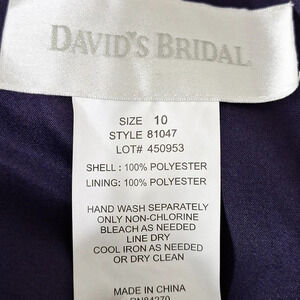 DAVID'S BRIDAL
SIZE 10
STYLE 81047
LOT# 450953
SHELL : 100% POLYESTER
LINING: 100% POLYESTER
HAND WASH SEPARATELY
ONLY NON-CHLORINE
BLEACH AS NEEDED
LINE DRY
COOL IRON AS NEEDED
OR DRY CLEAN
MADE IN CHINA
RN84270